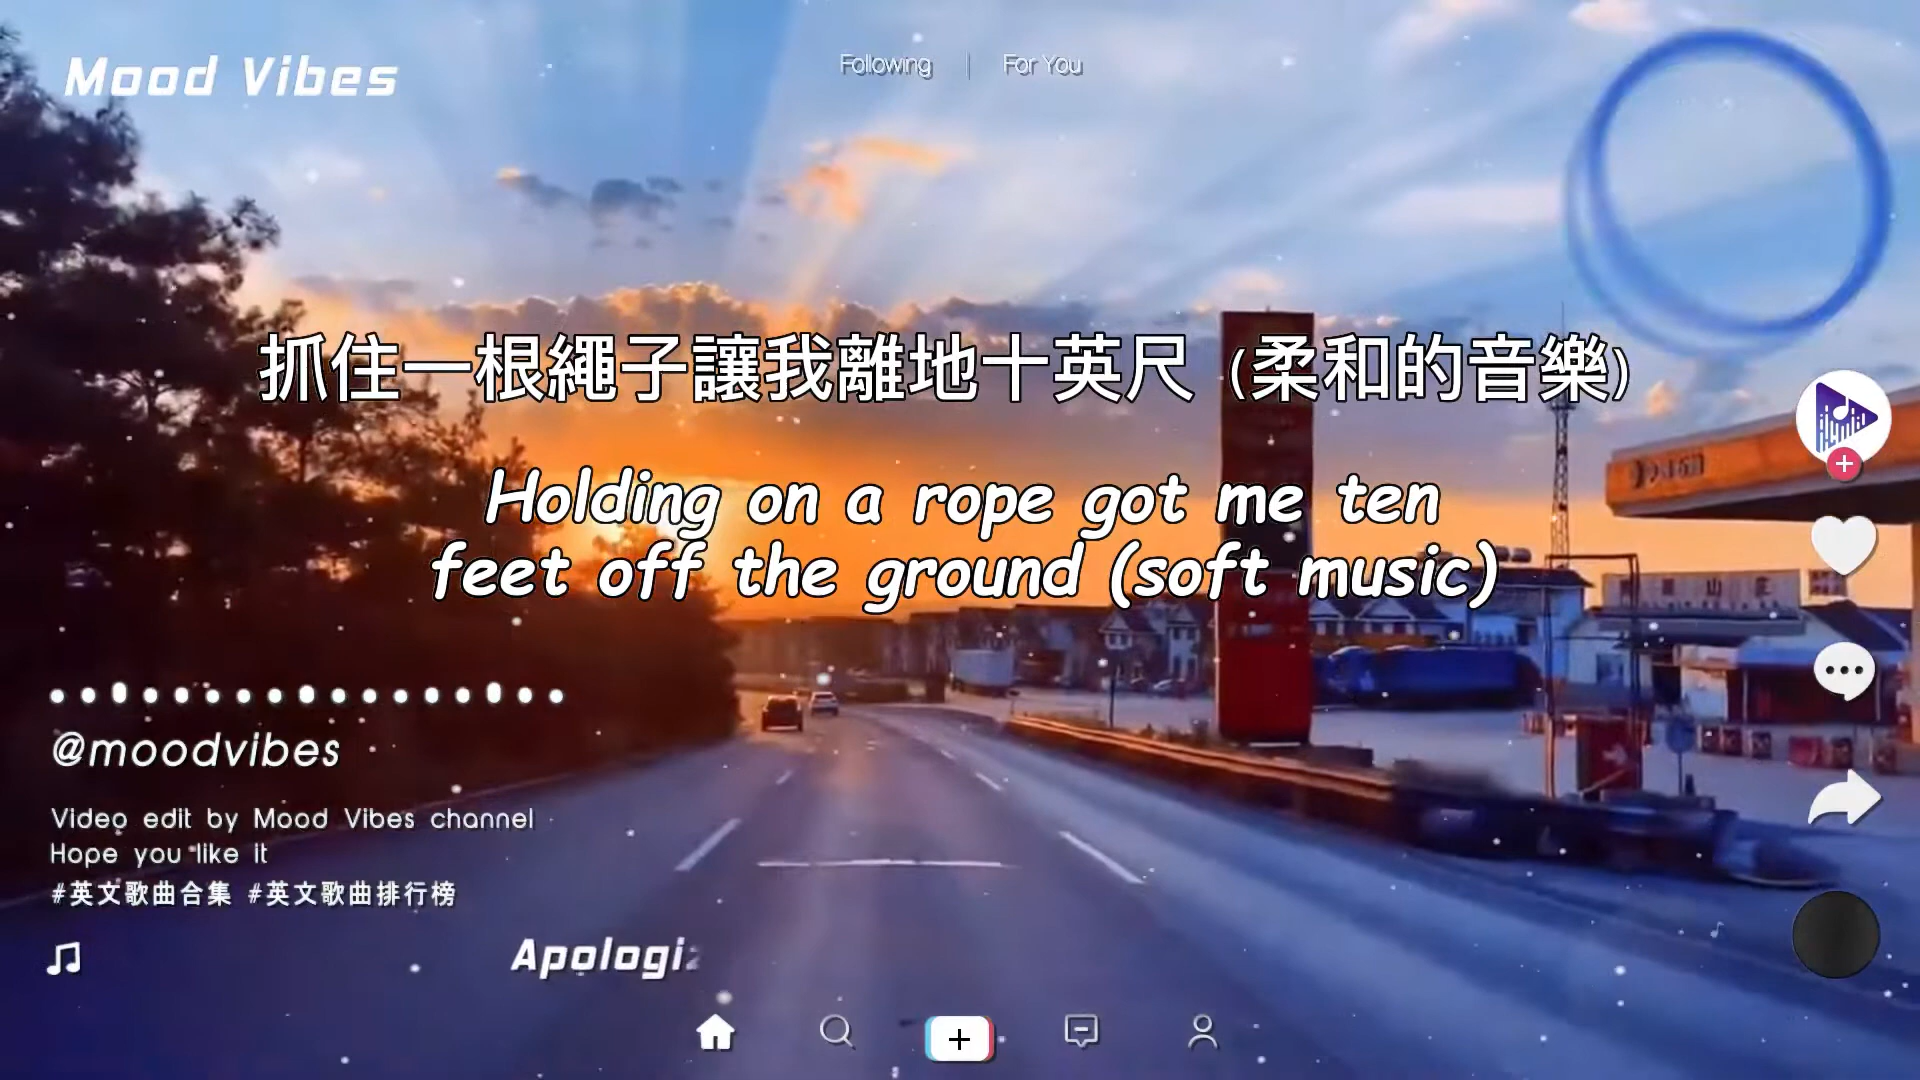 Mood Vibes
Following | For You
抓住一根繩子讓我離地十英尺 (柔和的音樂)
Holding on a rope got me ten
feet off the ground (soft music)
@moodvibes
Video edit by Mood Vibes channel
Hope you like it
#英文歌曲合集 #英文歌曲排行榜
Apologiz